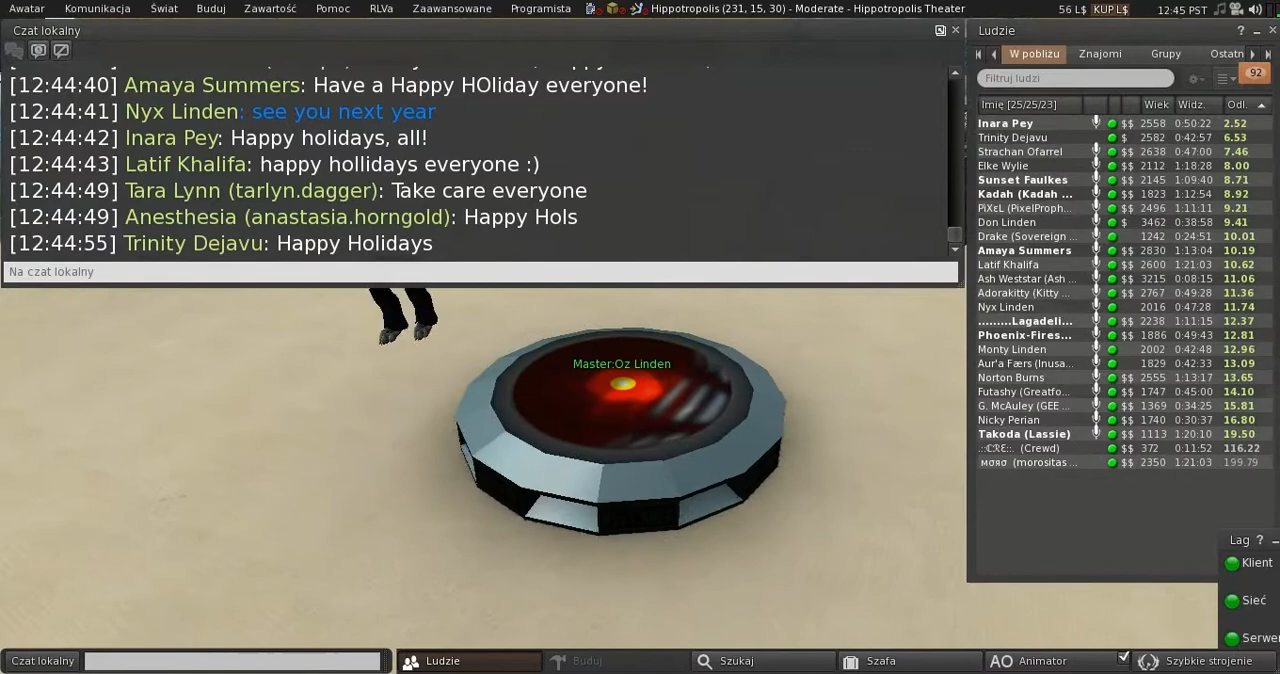 Awatar Komunikacja Świat Buduj Zawartość Pomoc RLVa Zaawansowane Programista Hippotropolis (231, 15, 30) - Moderate - Hippotropolis Theater 56 L$ KUP L$ 12:45 PST
Czat lokalny
[12:44:40] Amaya Summers: Have a Happy HOliday everyone!
[12:44:41] Nyx Linden: see you next year
[12:44:42] Inara Pey: Happy holidays, all!
[12:44:43] Latif Khalifa: happy hollidays everyone :)
[12:44:49] Tara Lynn (tarlyn.dagger): Take care everyone
[12:44:49] Anesthesia (anastasia.horngold): Happy Hols
[12:44:55] Trinity Dejavu: Happy Holidays
Na czat lokalny
Master:Oz Linden
Ludzie
W pobliżu Znajomi Grupy Ostatn
Filtruj ludzi
92
Imię [25/25/23] Wiek Widz. Odl.
Inara Pey $$ 2558 0:50:22 2.52
Trinity Dejavu $ 2582 0:42:57 6.53
Strachan Ofarrel $$ 2638 0:47:00 7.46
Elke Wylie $$ 2112 1:18:28 8.00
Sunset Faulkes $$ 2145 1:09:40 8.71
Kadah (Kadah ... $$ 1823 1:12:54 8.92
PiXεL (PixelProph... $$ 2496 1:11:11 9.21
Don Linden $ 3462 0:38:58 9.41
Drake (Sovereign ... 1242 0:24:51 10.01
Amaya Summers $$ 2830 1:13:04 10.19
Latif Khalifa $$ 2600 1:21:03 10.62
Ash Weststar (Ash ... $$ 3215 0:08:15 11.06
Adorakitty (Kitty ... $$ 2767 0:49:28 11.36
Nyx Linden 2016 0:47:28 11.74
.........Lagadeli... $$ 2238 1:11:15 12.37
Phoenix-Fires... $$ 1886 0:49:43 12.81
Monty Linden 2002 0:42:48 12.96
Aur'a Færs (Inusa... 1829 0:42:33 13.09
Norton Burns $$ 2555 1:13:17 13.65
Futashy (Greatfo... $$ 1747 0:45:00 14.10
G. McAuley (GEE ... $$ 1369 0:34:25 15.81
Nicky Perian $$ 1740 0:30:37 16.80
Takoda (Lassie) $$ 1113 1:20:10 19.50
(Crewd) $$ 372 0:11:52 116.22
(morositas ... $$ 2350 1:21:03 199.79
Lag ?
Klient
Sieć
Serwer
Czat lokalny Ludzie Buduj Szukaj Szafa AO Animator Szybkie strojenie